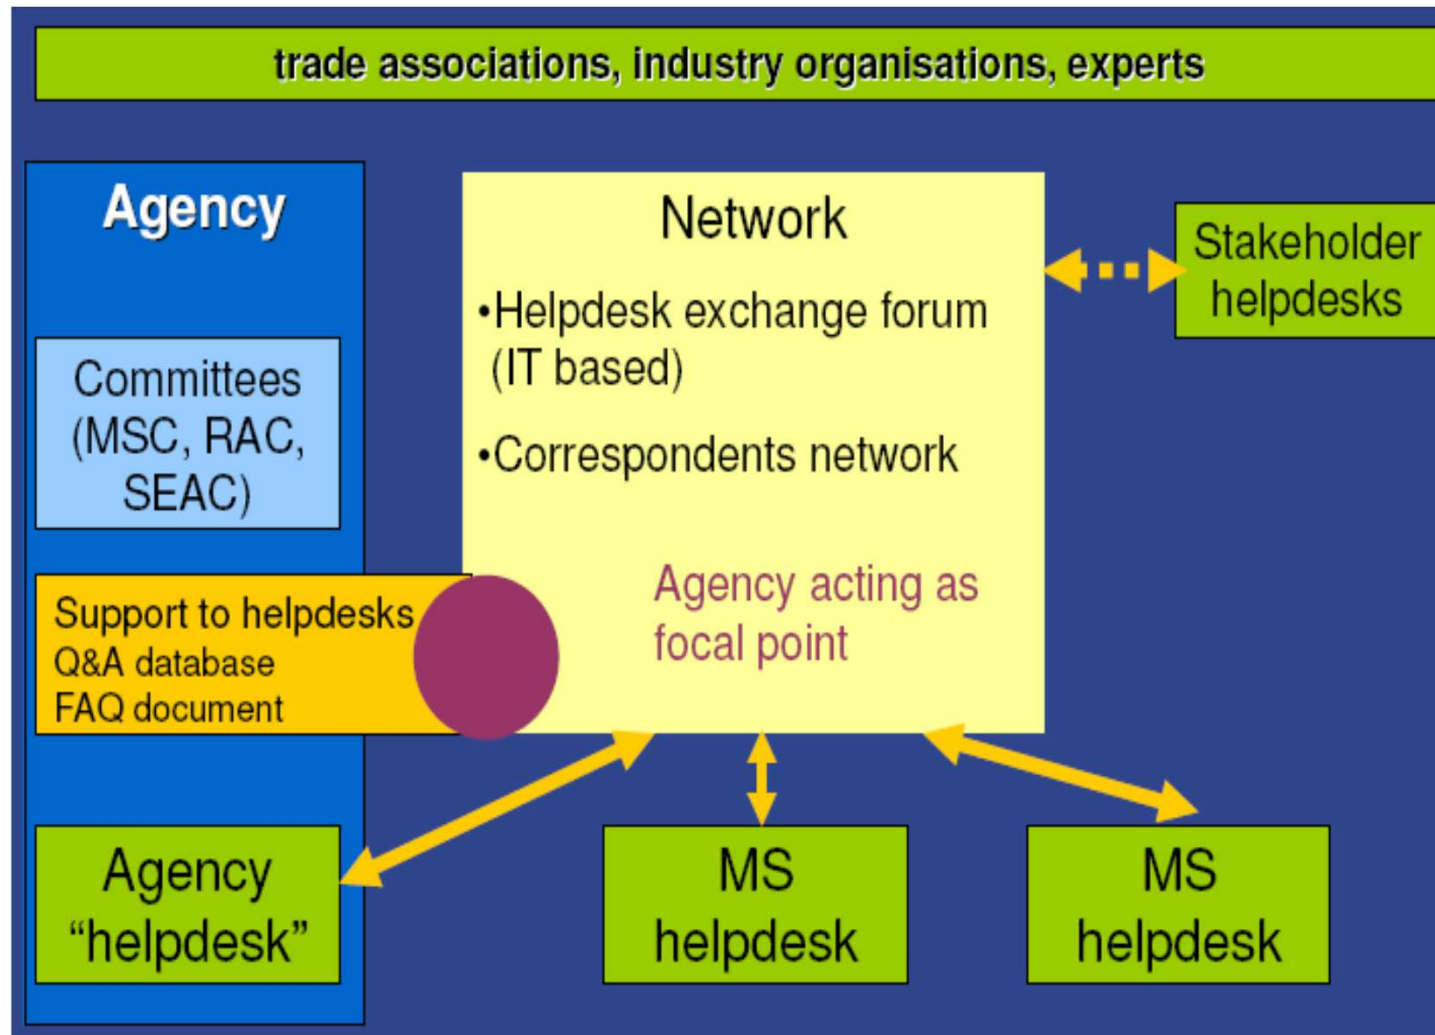 trade associations, industry organisations, experts
Agency
Committees
(MSC, RAC,
SEAC)
Support to helpdesks
Q&A database
FAQ document
Agency
“helpdesk”
Network
•Helpdesk exchange forum
(IT based)
•Correspondents network
Agency acting as
focal point
Stakeholder
helpdesks
MS
helpdesk
MS
helpdesk